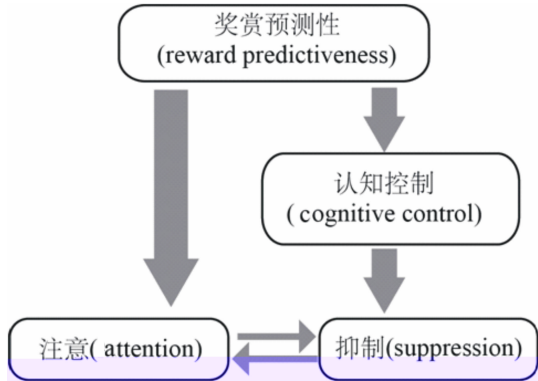 奖赏预测性
(reward predictiveness)
认知控制
( cognitive control)
注意( attention)
抑制(suppression)